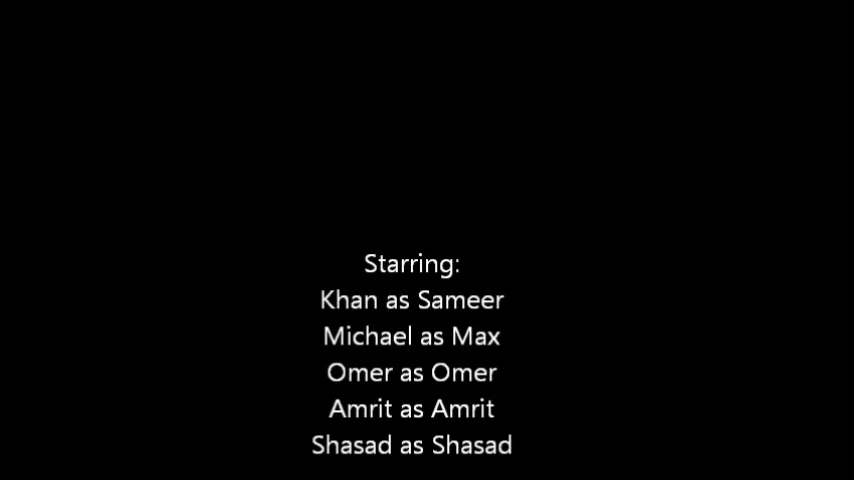 Starring:
Khan as Sameer
Michael as Max
Omer as Omer
Amrit as Amrit
Shasad as Shasad